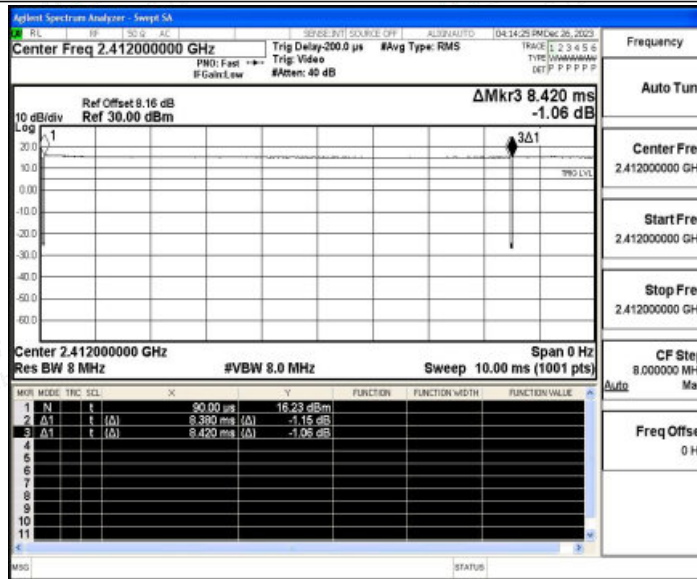 Agilent Spectrum Analyzer - Swept SA
RL RF 50 Ω AC SENSE:INT SOURCE OFF ALIGNAUTO 04:14:25 PM Dec 26, 2023
Center Freq 2.412000000 GHz
PNO: Fast
IFGain:Low
Trig Delay-200.0 µs
Trig: Video
#Atten: 40 dB
#Avg Type: RMS
TRACE 1 2 3 4 5 6
TYPE
DET P P P P P P
Frequency
Ref Offset 8.16 dB
10 dB/div Ref 30.00 dBm
Log
ΔMkr3 8.420 ms
-1.06 dB
1
3Δ1
TRIG LVL
20.0
10.0
0.00
-10.0
-20.0
-30.0
-40.0
-50.0
-60.0
Center 2.412000000 GHz Span 0 Hz
Res BW 8 MHz #VBW 8.0 MHz Sweep 10.00 ms (1001 pts)
MKR MODE TRC SCL X Y FUNCTION FUNCTION WIDTH FUNCTION VALUE
1 N t 90.00 µs 16.23 dBm
2 Δ1 t (Δ) 8.380 ms (Δ) -1.15 dB
3 Δ1 t (Δ) 8.420 ms (Δ) -1.06 dB
4
5
6
7
8
9
10
11
MSG STATUS
Auto Tun
Center Fre
2.412000000 GH
Start Fre
2.412000000 GH
Stop Fre
2.412000000 GH
CF Ste
8.000000 MH
Auto Ma
Freq Offse
0 H